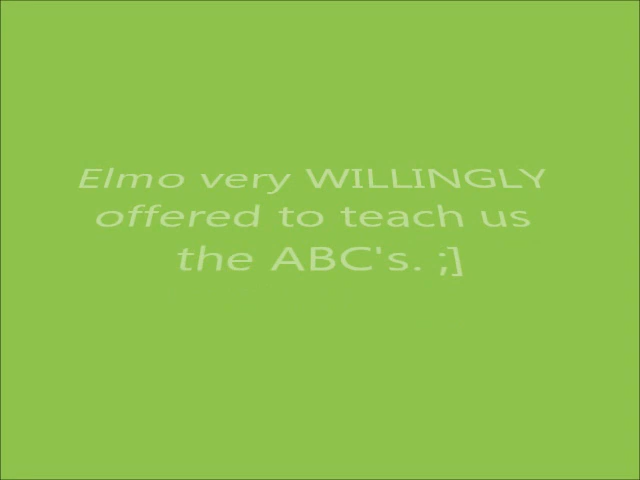 Elmo very WILLINGLY
offered to teach us
the ABC's. ;]